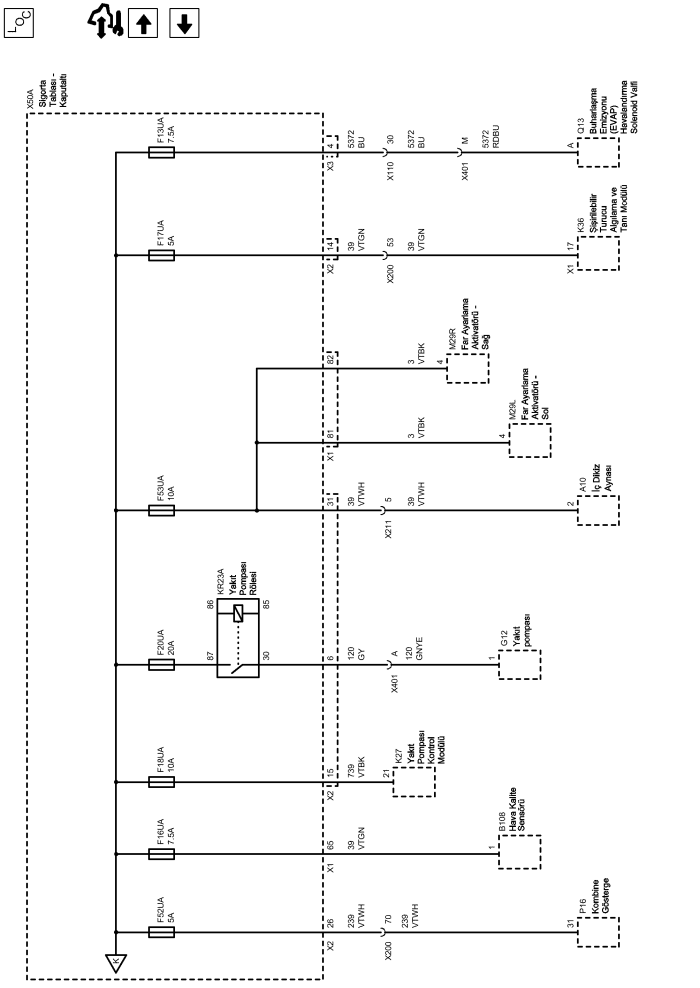 LOC
X50A
Sigorta
Tablası -
Kaputaltı
F13UA
7.5A
4
X3
5372
BU
30
X110
5372
BU
M
X401
5372
RDBU
A
Q13
Buharlaşma
Emizyonu
(EVAP)
Havalandırma
Solenoid Valfi
F17UA
5A
14
X2
39
VTGN
53
X200
39
VTGN
17
X1
K36
Şişirilebilir
Turucu
Algılama ve
Tanı Modülü
82
3
VTBK
4
M29R
Far Ayarlama
Aktivatörü -
Sağ
81
X1
3
VTBK
4
M29L
Far Ayarlama
Aktivatörü -
Sol
F53UA
10A
31
39
VTWH
5
X211
39
VTWH
2
A10
İç Dikiz
Aynası
F20UA
20A
KR23A
Yakıt
Pompası
Rölesi
86
85
87
30
6
120
GY
A
X401
120
GNYE
1
G12
Yakıt
pompası
F18UA
10A
15
X2
739
VTBK
21
K27
Yakıt
Pompası
Kontrol
Modülü
F16UA
7.5A
65
X1
39
VTGN
1
B108
Hava Kalite
Sensörü
F52UA
5A
26
X2
239
VTWH
70
X200
239
VTWH
31
P16
Kombine
Gösterge
K